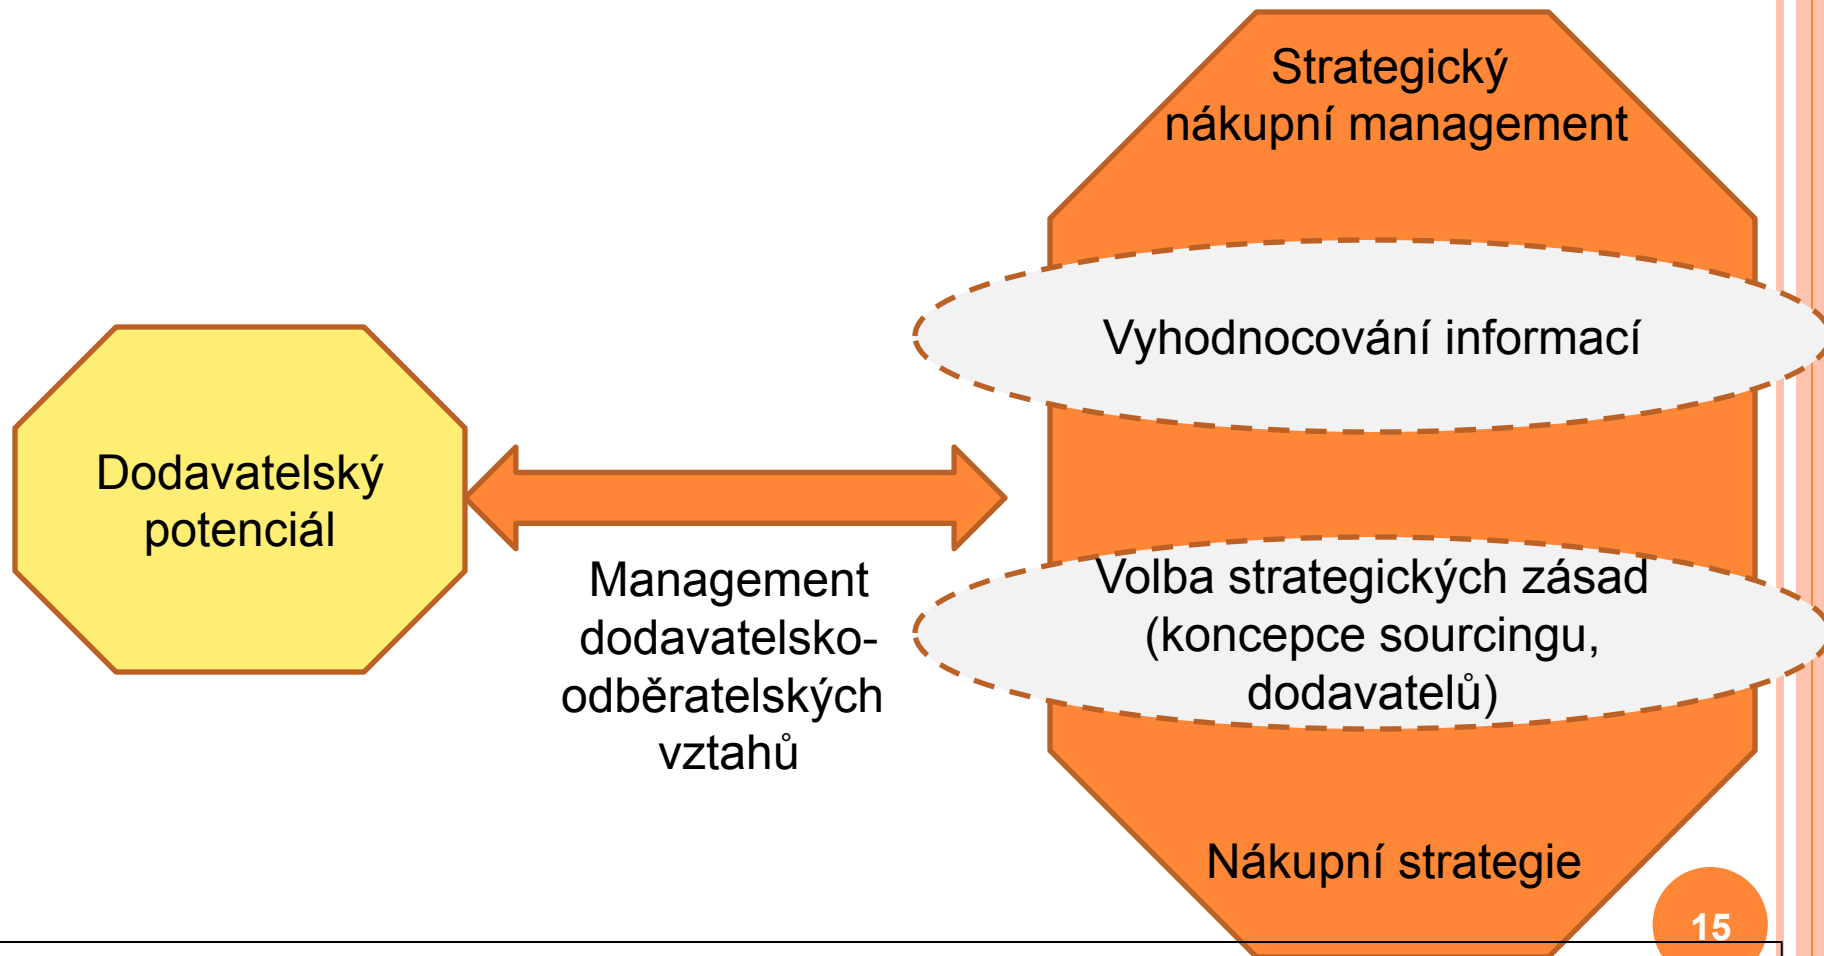 Strategický
nákupní management
Vyhodnocování informací
Dodavatelský
potenciál
Management
dodavatelsko-
odběratelských
vztahů
Volba strategických zásad
(koncepce sourcingu,
dodavatelů)
Nákupní strategie
15